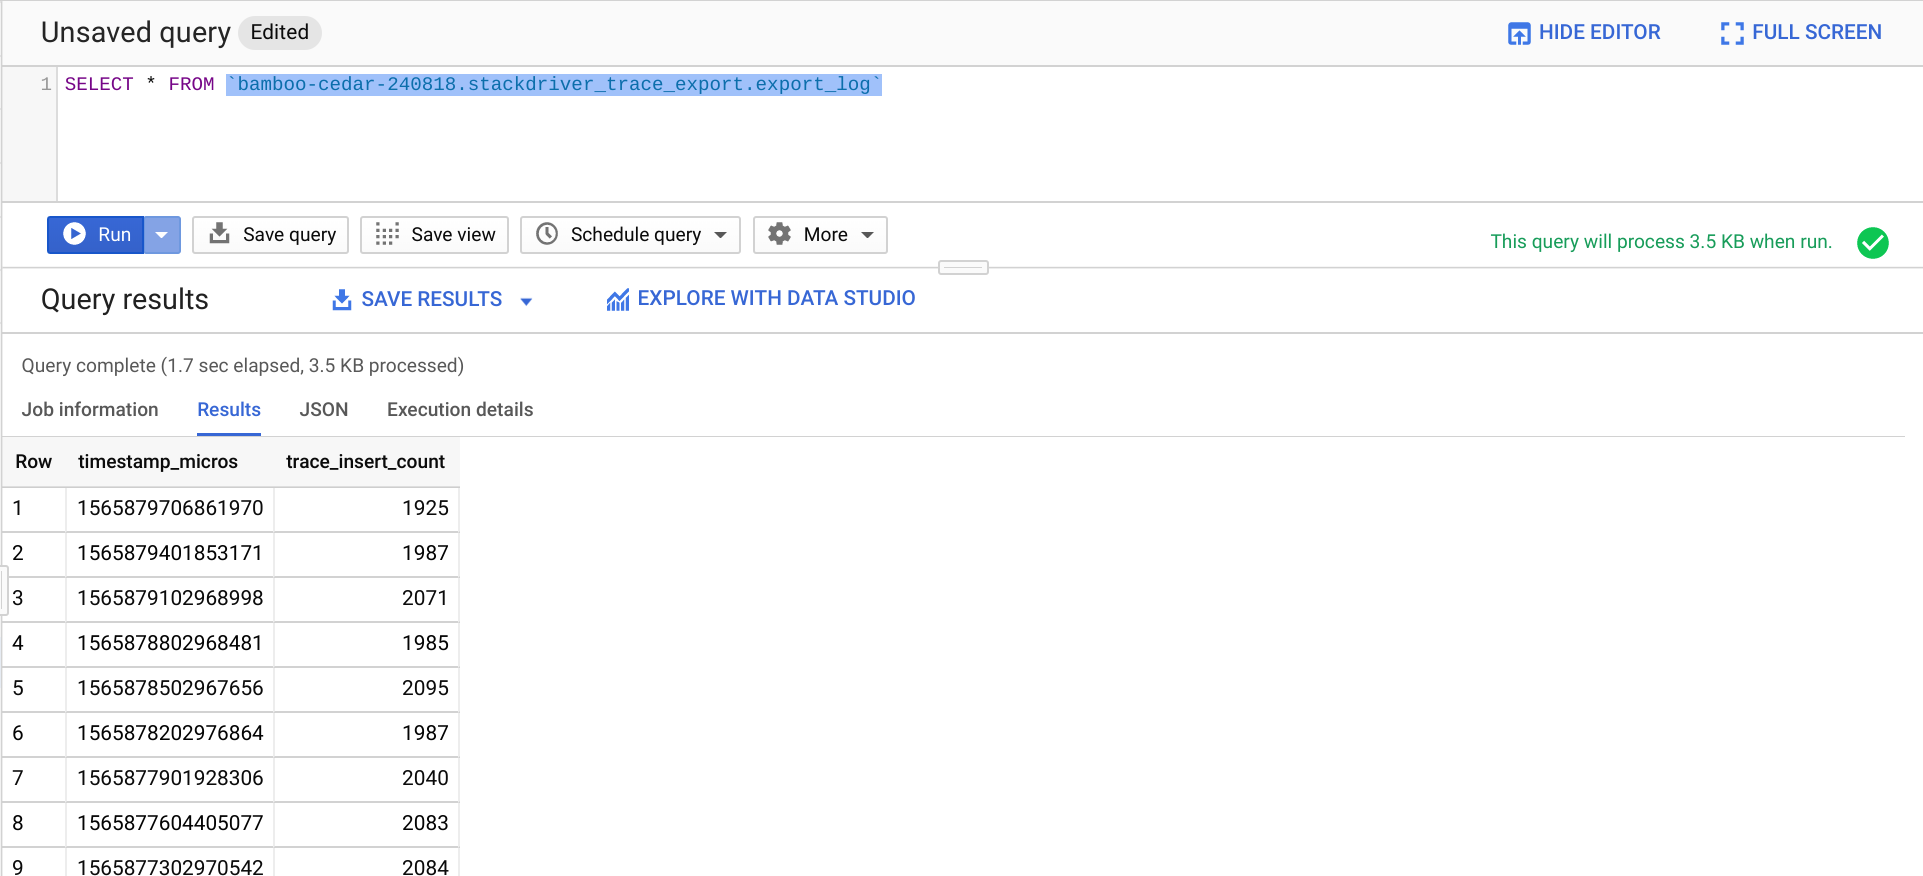 Unsaved query Edited HIDE EDITOR FULL SCREEN
1 SELECT * FROM `bamboo-cedar-240818.stackdriver_trace_export.export_log`
Run Save query Save view Schedule query More This query will process 3.5 KB when run.
Query results SAVE RESULTS EXPLORE WITH DATA STUDIO
Query complete (1.7 sec elapsed, 3.5 KB processed)
Job information Results JSON Execution details
Row timestamp_micros trace_insert_count
1 1565879706861970 1925
2 1565879401853171 1987
3 1565879102968998 2071
4 1565878802968481 1985
5 1565878502967656 2095
6 1565878202976864 1987
7 1565877901928306 2040
8 1565877604405077 2083
9 1565877302970542 2084